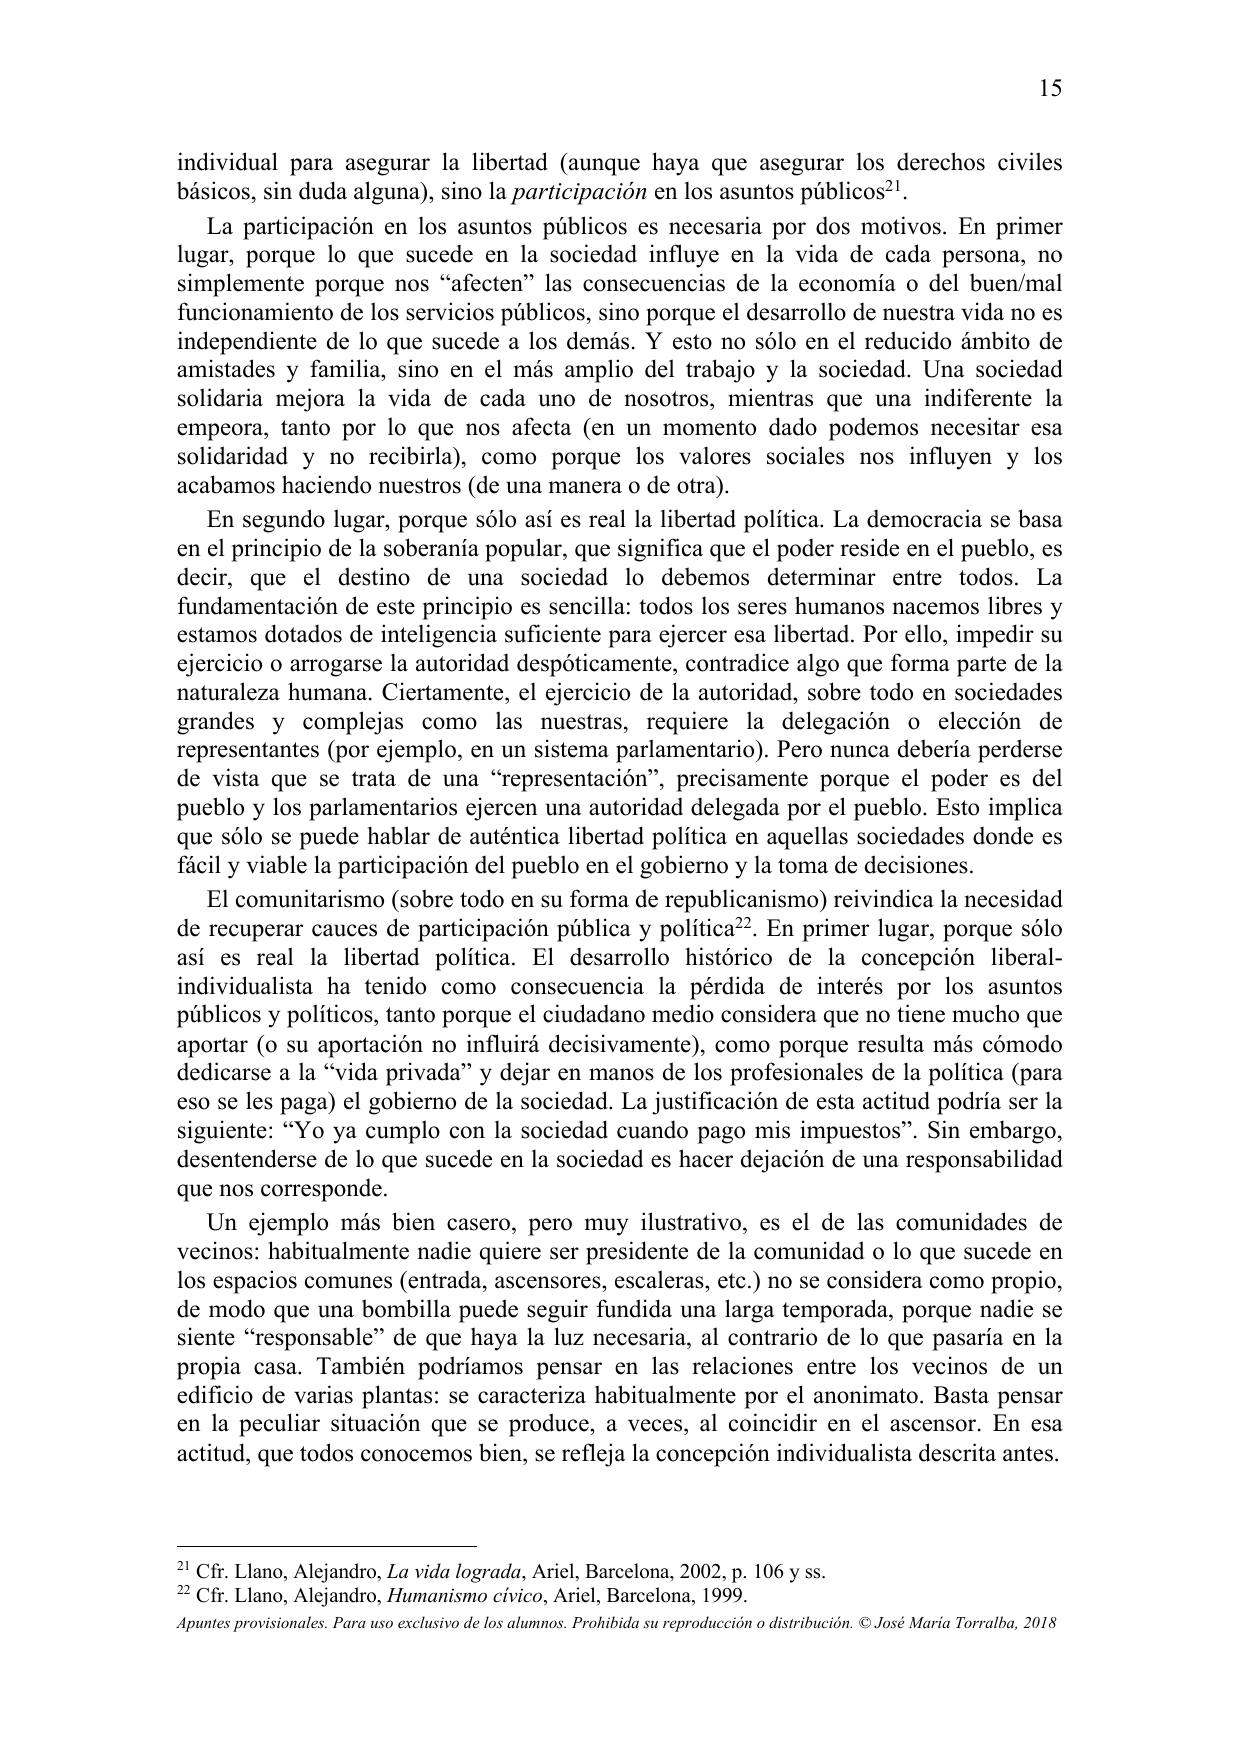 15
individual para asegurar la libertad (aunque haya que asegurar los derechos civiles
básicos, sin duda alguna), sino la participación en los asuntos públicos21.
La participación en los asuntos públicos es necesaria por dos motivos. En primer
lugar, porque lo que sucede en la sociedad influye en la vida de cada persona, no
simplemente porque nos “afecten” las consecuencias de la economía o del buen/mal
funcionamiento de los servicios públicos, sino porque el desarrollo de nuestra vida no es
independiente de lo que sucede a los demás. Y esto no sólo en el reducido ámbito de
amistades y familia, sino en el más amplio del trabajo y la sociedad. Una sociedad
solidaria mejora la vida de cada uno de nosotros, mientras que una indiferente la
empeora, tanto por lo que nos afecta (en un momento dado podemos necesitar esa
solidaridad y no recibirla), como porque los valores sociales nos influyen y los
acabamos haciendo nuestros (de una manera o de otra).
En segundo lugar, porque sólo así es real la libertad política. La democracia se basa
en el principio de la soberanía popular, que significa que el poder reside en el pueblo, es
decir, que el destino de una sociedad lo debemos determinar entre todos. La
fundamentación de este principio es sencilla: todos los seres humanos nacemos libres y
estamos dotados de inteligencia suficiente para ejercer esa libertad. Por ello, impedir su
ejercicio o arrogarse la autoridad despóticamente, contradice algo que forma parte de la
naturaleza humana. Ciertamente, el ejercicio de la autoridad, sobre todo en sociedades
grandes y complejas como las nuestras, requiere la delegación o elección de
representantes (por ejemplo, en un sistema parlamentario). Pero nunca debería perderse
de vista que se trata de una “representación”, precisamente porque el poder es del
pueblo y los parlamentarios ejercen una autoridad delegada por el pueblo. Esto implica
que sólo se puede hablar de auténtica libertad política en aquellas sociedades donde es
fácil y viable la participación del pueblo en el gobierno y la toma de decisiones.
El comunitarismo (sobre todo en su forma de republicanismo) reivindica la necesidad
de recuperar cauces de participación pública y política22. En primer lugar, porque sólo
así es real la libertad política. El desarrollo histórico de la concepción liberal-
individualista ha tenido como consecuencia la pérdida de interés por los asuntos
públicos y políticos, tanto porque el ciudadano medio considera que no tiene mucho que
aportar (o su aportación no influirá decisivamente), como porque resulta más cómodo
dedicarse a la “vida privada” y dejar en manos de los profesionales de la política (para
eso se les paga) el gobierno de la sociedad. La justificación de esta actitud podría ser la
siguiente: “Yo ya cumplo con la sociedad cuando pago mis impuestos”. Sin embargo,
desentenderse de lo que sucede en la sociedad es hacer dejación de una responsabilidad
que nos corresponde.
Un ejemplo más bien casero, pero muy ilustrativo, es el de las comunidades de
vecinos: habitualmente nadie quiere ser presidente de la comunidad o lo que sucede en
los espacios comunes (entrada, ascensores, escaleras, etc.) no se considera como propio,
de modo que una bombilla puede seguir fundida una larga temporada, porque nadie se
siente “responsable” de que haya la luz necesaria, al contrario de lo que pasaría en la
propia casa. También podríamos pensar en las relaciones entre los vecinos de un
edificio de varias plantas: se caracteriza habitualmente por el anonimato. Basta pensar
en la peculiar situación que se produce, a veces, al coincidir en el ascensor. En esa
actitud, que todos conocemos bien, se refleja la concepción individualista descrita antes.
21 Cfr. Llano, Alejandro, La vida lograda, Ariel, Barcelona, 2002, p. 106 y ss.
22 Cfr. Llano, Alejandro, Humanismo cívico, Ariel, Barcelona, 1999.
Apuntes provisionales. Para uso exclusivo de los alumnos. Prohibida su reproducción o distribución. © José María Torralba, 2018